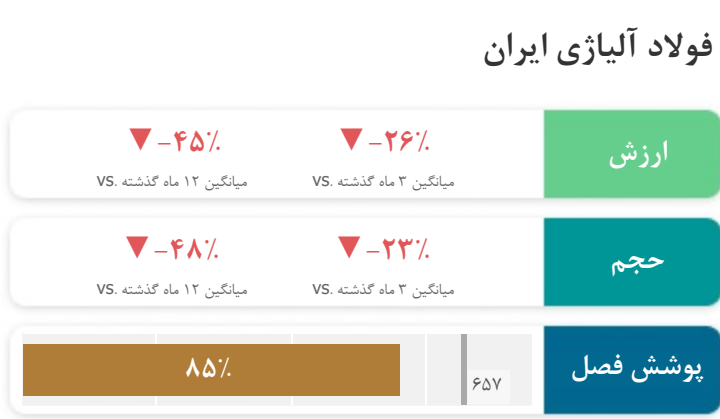 فولاد آلیاژی ایران
ارزش
▼ -۲۶٪ ▼ -۴۵٪
میانگین ۳ ماه گذشته .VS میانگین ۱۲ ماه گذشته .VS
حجم
▼ -۲۳٪ ▼ -۴۸٪
میانگین ۳ ماه گذشته .VS میانگین ۱۲ ماه گذشته .VS
پوشش فصل
۸۵٪
۶۵۷